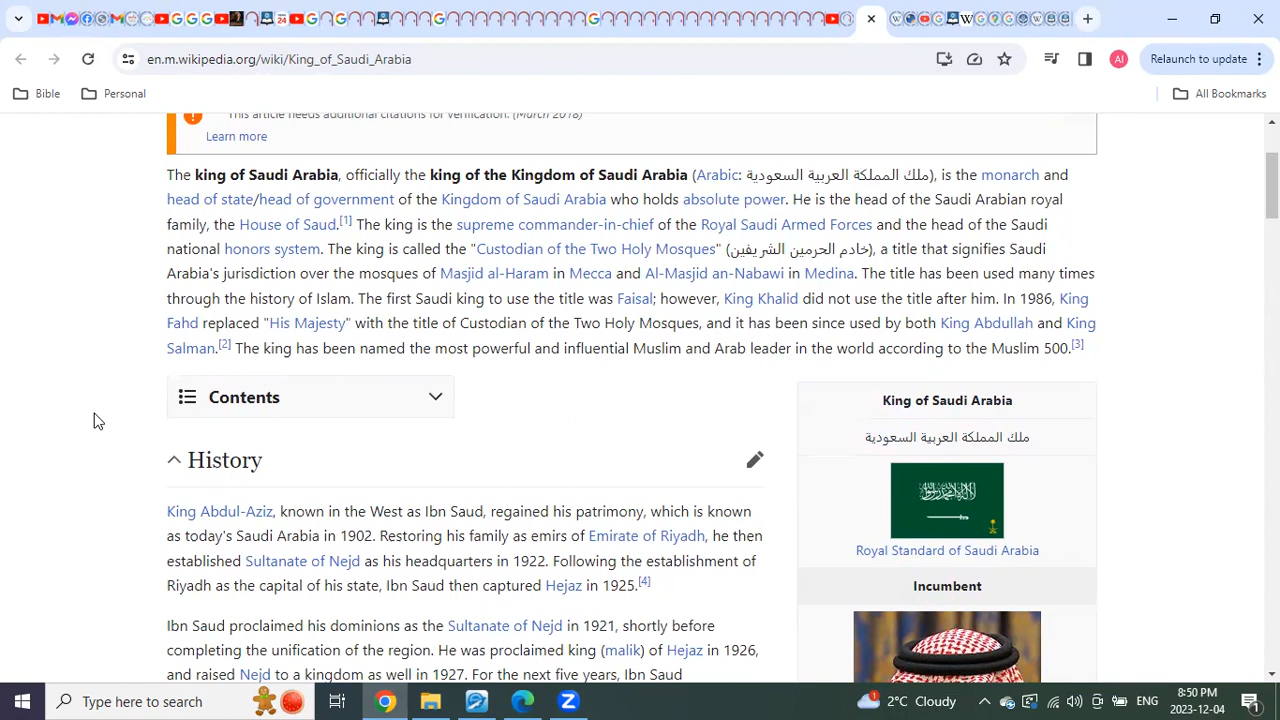 Relaunch to update
en.m.wikipedia.org/wiki/King_of_Saudi_Arabia
AI
Bible
Personal
All Bookmarks
This article needs additional citations for verification. (March 2018)
Learn more
The king of Saudi Arabia, officially the king of the Kingdom of Saudi Arabia (Arabic: ملك المملكة العربية السعودية), is the monarch and
head of state/head of government of the Kingdom of Saudi Arabia who holds absolute power. He is the head of the Saudi Arabian royal
family, the House of Saud.[1] The king is the supreme commander-in-chief of the Royal Saudi Armed Forces and the head of the Saudi
national honors system. The king is called the "Custodian of the Two Holy Mosques" (خادم الحرمين الشريفين), a title that signifies Saudi
Arabia's jurisdiction over the mosques of Masjid al-Haram in Mecca and Al-Masjid an-Nabawi in Medina. The title has been used many times
through the history of Islam. The first Saudi king to use the title was Faisal; however, King Khalid did not use the title after him. In 1986, King
Fahd replaced "His Majesty" with the title of Custodian of the Two Holy Mosques, and it has been since used by both King Abdullah and King
Salman.[2] The king has been named the most powerful and influential Muslim and Arab leader in the world according to the Muslim 500.[3]
Contents
History
King Abdul-Aziz, known in the West as Ibn Saud, regained his patrimony, which is known
as today's Saudi Arabia in 1902. Restoring his family as emirs of Emirate of Riyadh, he then
established Sultanate of Nejd as his headquarters in 1922. Following the establishment of
Riyadh as the capital of his state, Ibn Saud then captured Hejaz in 1925.[4]
Ibn Saud proclaimed his dominions as the Sultanate of Nejd in 1921, shortly before
completing the unification of the region. He was proclaimed king (malik) of Hejaz in 1926,
and raised Nejd to a kingdom as well in 1927. For the next five years, Ibn Saud
King of Saudi Arabia
ملك المملكة العربية السعودية
Royal Standard of Saudi Arabia
Incumbent
Type here to search
1
2°C Cloudy
ENG
8:50 PM
2023-12-04
1